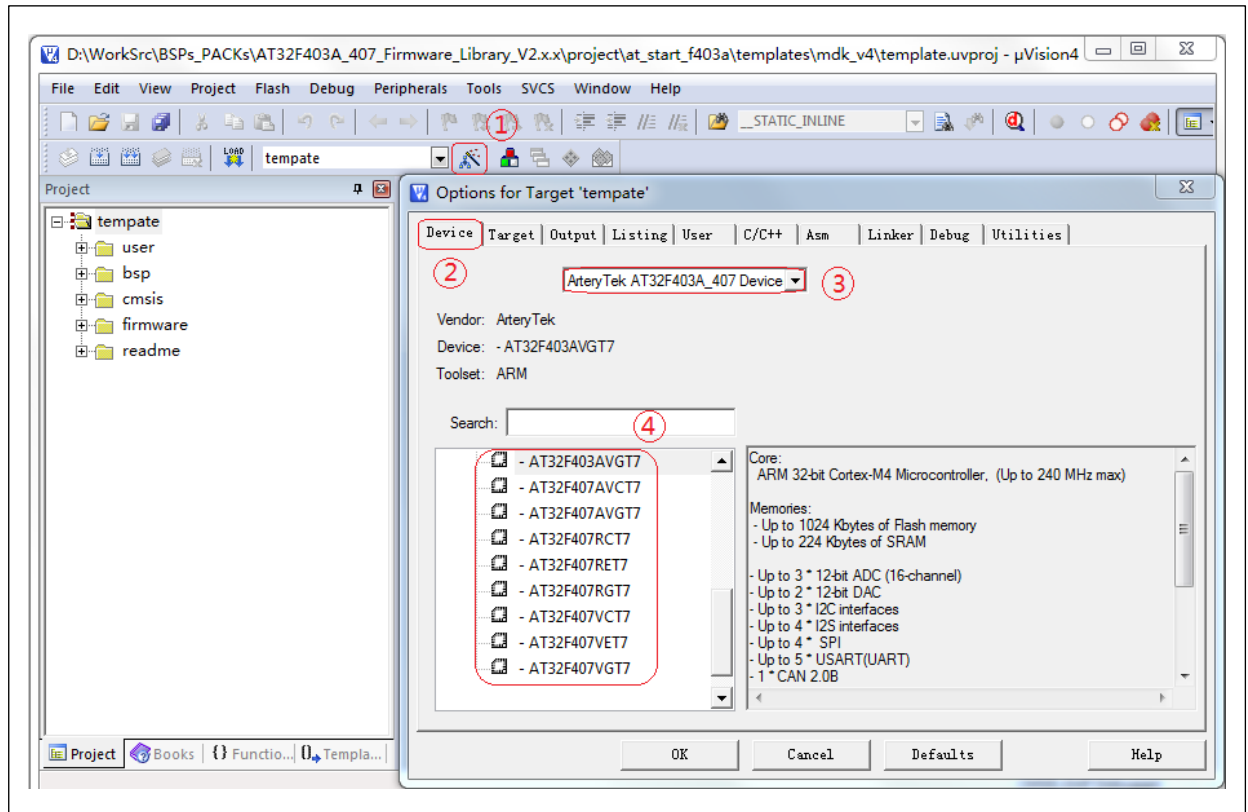 D:\WorkSrc\BSPs_PACKs\AT32F403A_407_Firmware_Library_V2.x.x\project\at_start_f403a\templates\mdk_v4\template.uvproj - µVision4
File Edit View Project Flash Debug Peripherals Tools SVCS Window Help
① __STATIC_INLINE
LOAD tempate
Project
tempate
user
bsp
cmsis
firmware
readme
Project Books {} Functio... 0 Templa...
Options for Target 'tempate'
Device Target Output Listing User C/C++ Asm Linker Debug Utilities
②
ArteryTek AT32F403A_407 Device ③
Vendor: ArteryTek
Device: - AT32F403AVGT7
Toolset: ARM
Search: ④
- AT32F403AVGT7
- AT32F407AVCT7
- AT32F407AVGT7
- AT32F407RCT7
- AT32F407RET7
- AT32F407RGT7
- AT32F407VCT7
- AT32F407VET7
- AT32F407VGT7
Core:
ARM 32-bit Cortex-M4 Microcontroller, (Up to 240 MHz max)
Memories:
- Up to 1024 Kbytes of Flash memory
- Up to 224 Kbytes of SRAM
- Up to 3 * 12-bit ADC (16-channel)
- Up to 2 * 12-bit DAC
- Up to 3 * I2C interfaces
- Up to 4 * I2S interfaces
- Up to 4 * SPI
- Up to 5 * USART(UART)
- 1 * CAN 2.0B
OK Cancel Defaults Help